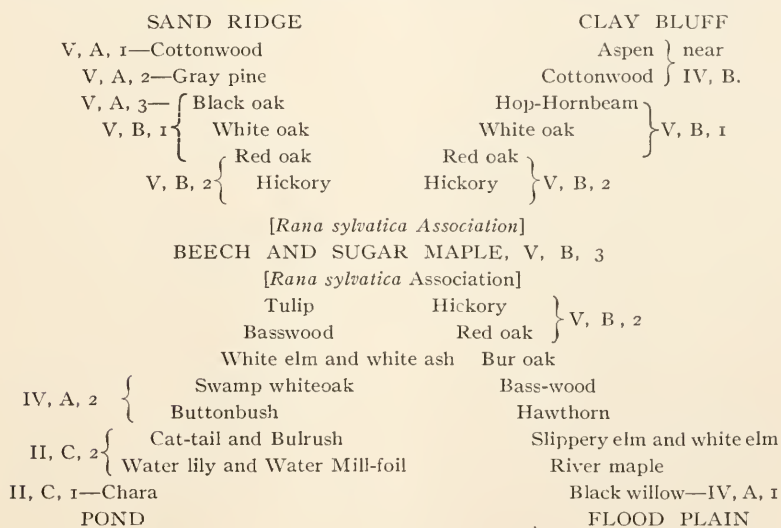 SAND RIDGE CLAY BLUFF
V, A, 1—Cottonwood Aspen } near
V, A, 2—Gray pine Cottonwood } IV, B.
V, A, 3— { Black oak Hop-Hornbeam
V, B, 1 { White oak White oak } V, B, 1
Red oak Red oak
V, B, 2 { Hickory Hickory } V, B, 2
[Rana sylvatica Association]
BEECH AND SUGAR MAPLE, V, B, 3
[Rana sylvatica Association]
Tulip Hickory
Basswood Red oak } V, B, 2
White elm and white ash Bur oak
IV, A, 2 { Swamp whiteoak Bass-wood
Buttonbush Hawthorn
II, C, 2 { Cat-tail and Bulrush Slippery elm and white elm
Water lily and Water Mill-foil River maple
II, C, 1—Chara Black willow—IV, A, 1
POND FLOOD PLAIN